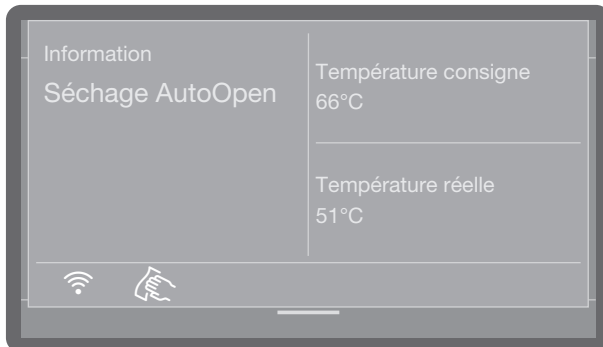 Information
Séchage AutoOpen
Température consigne
66°C
Température réelle
51°C